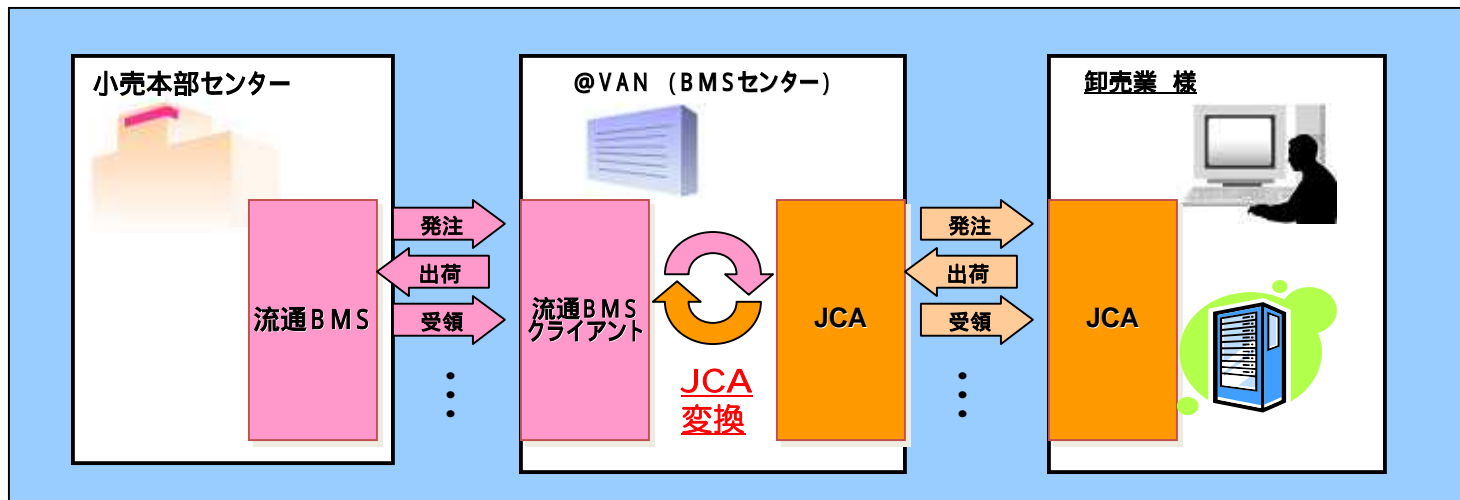 小売本部センター
@VAN (BMSセンター)
卸売業 様
発注
出荷
受領
流通BMS
流通BMS
クライアント
JCA
変換
JCA
発注
出荷
受領
JCA